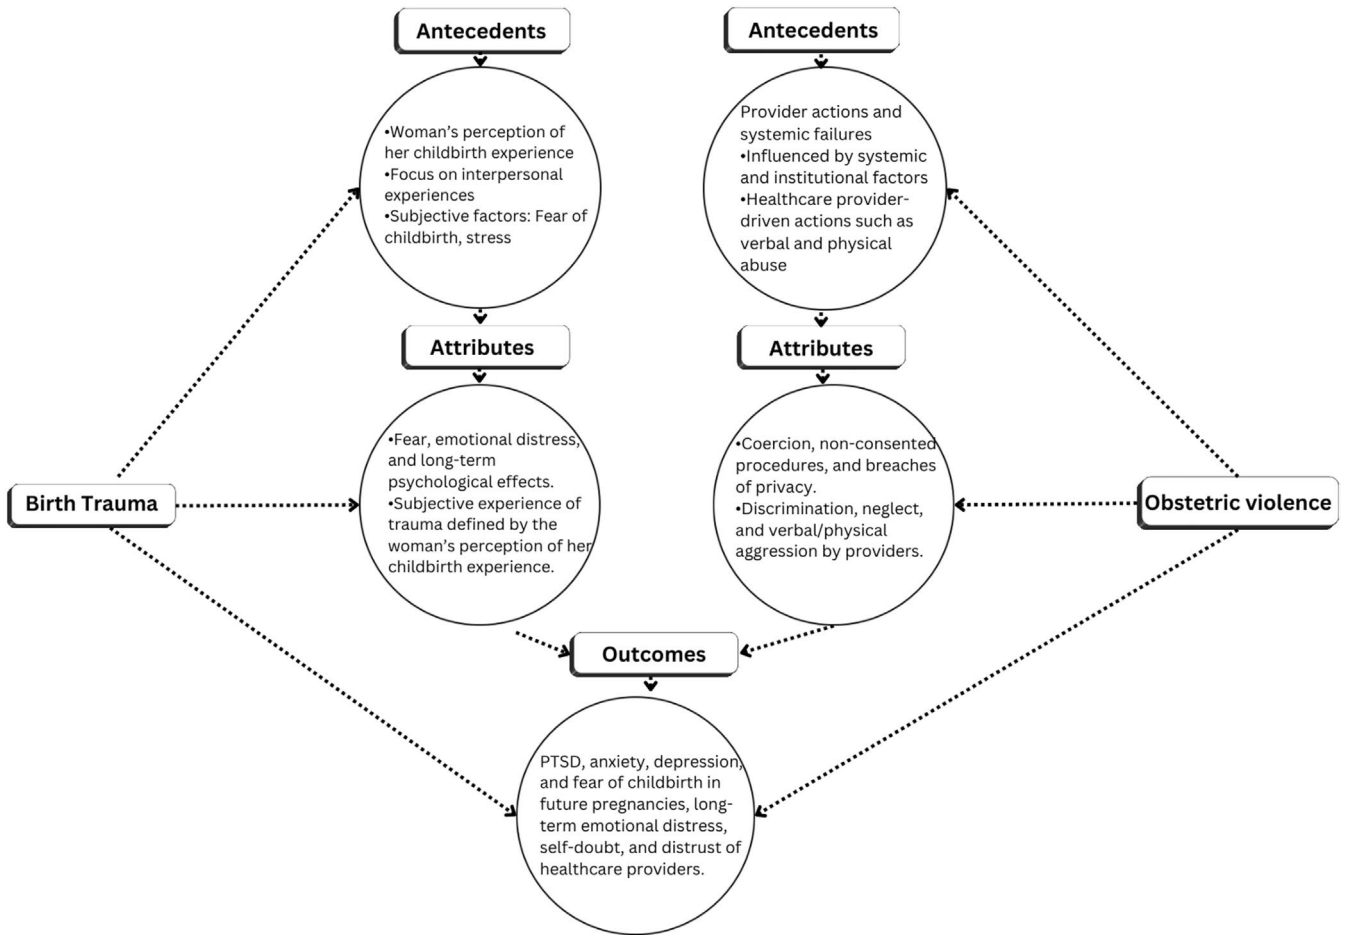 Antecedents
•Woman’s perception of
her childbirth experience
•Focus on interpersonal
experiences
•Subjective factors: Fear of
childbirth, stress
Antecedents
Provider actions and
systemic failures
•Influenced by systemic
and institutional factors
•Healthcare provider-
driven actions such as
verbal and physical
abuse
Attributes
•Fear, emotional distress,
and long-term
psychological effects.
•Subjective experience of
trauma defined by the
woman’s perception of her
childbirth experience.
Attributes
•Coercion, non-consented
procedures, and breaches
of privacy.
•Discrimination, neglect,
and verbal/physical
aggression by providers.
Birth Trauma
Obstetric violence
Outcomes
PTSD, anxiety, depression,
and fear of childbirth in
future pregnancies, long-
term emotional distress,
self-doubt, and distrust of
healthcare providers.